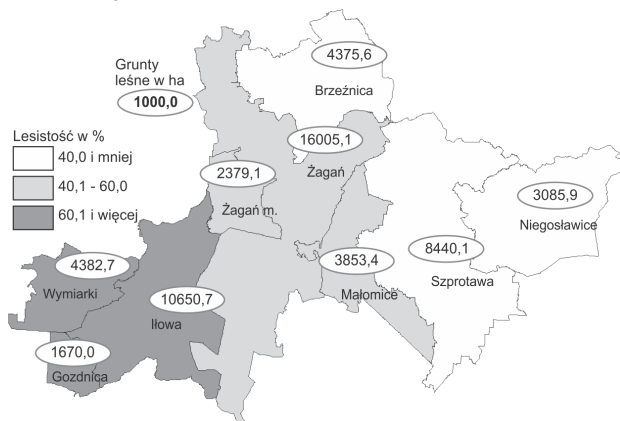 4375,6
Brzeźnica
Grunty
leśne w ha
1000,0
Lesistość w %
40,0 i mniej
40,1 - 60,0
60,1 i więcej
16005,1
Żagań
2379,1
Żagań m.
3085,9
Niegosławice
8440,1
Szprotawa
3853,4
Małomice
4382,7
Wymiarki
10650,7
Iłowa
1670,0
Gozdnica